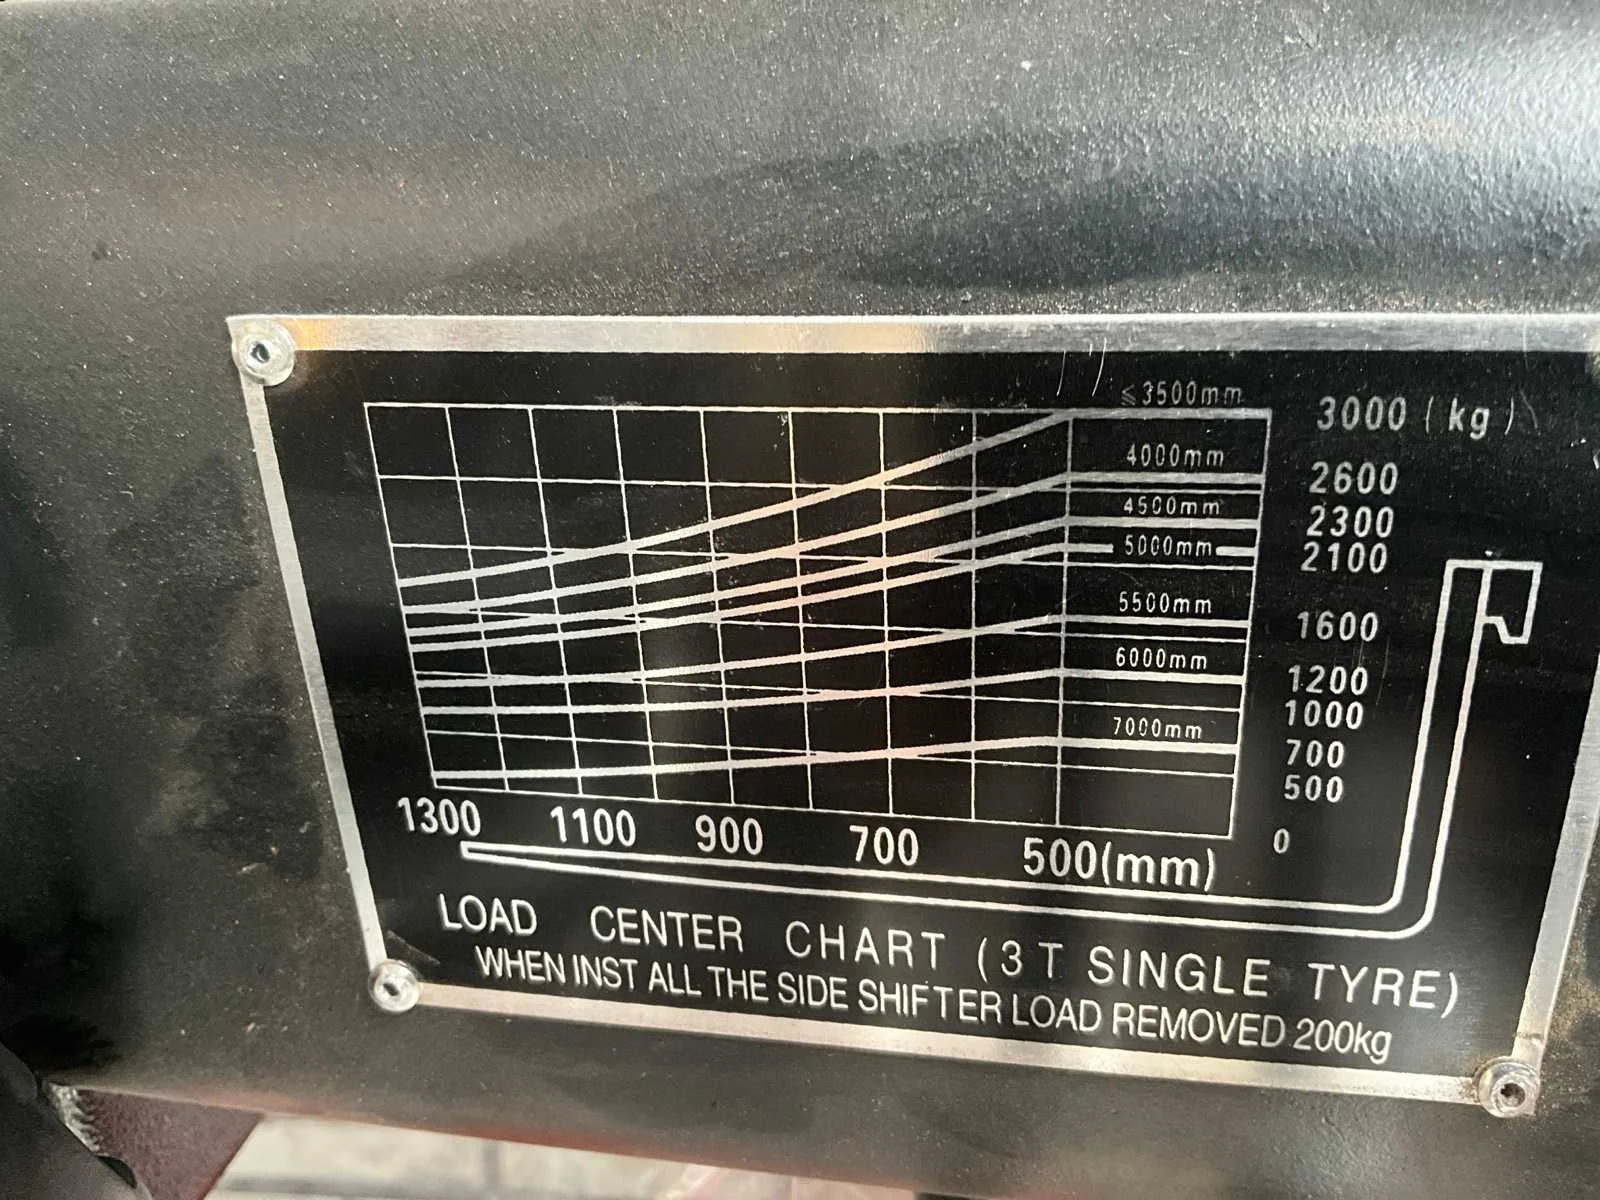 ≤3500mm
3000 (kg)
4000mm
2600
4500mm
2300
5000mm
2100
5500mm
1600
6000mm
1200
1000
7000mm
700
500
0
1300 1100 900 700 500(mm)
LOAD CENTER CHART (3T SINGLE TYRE)
WHEN INST ALL THE SIDE SHIFTER LOAD REMOVED 200kg